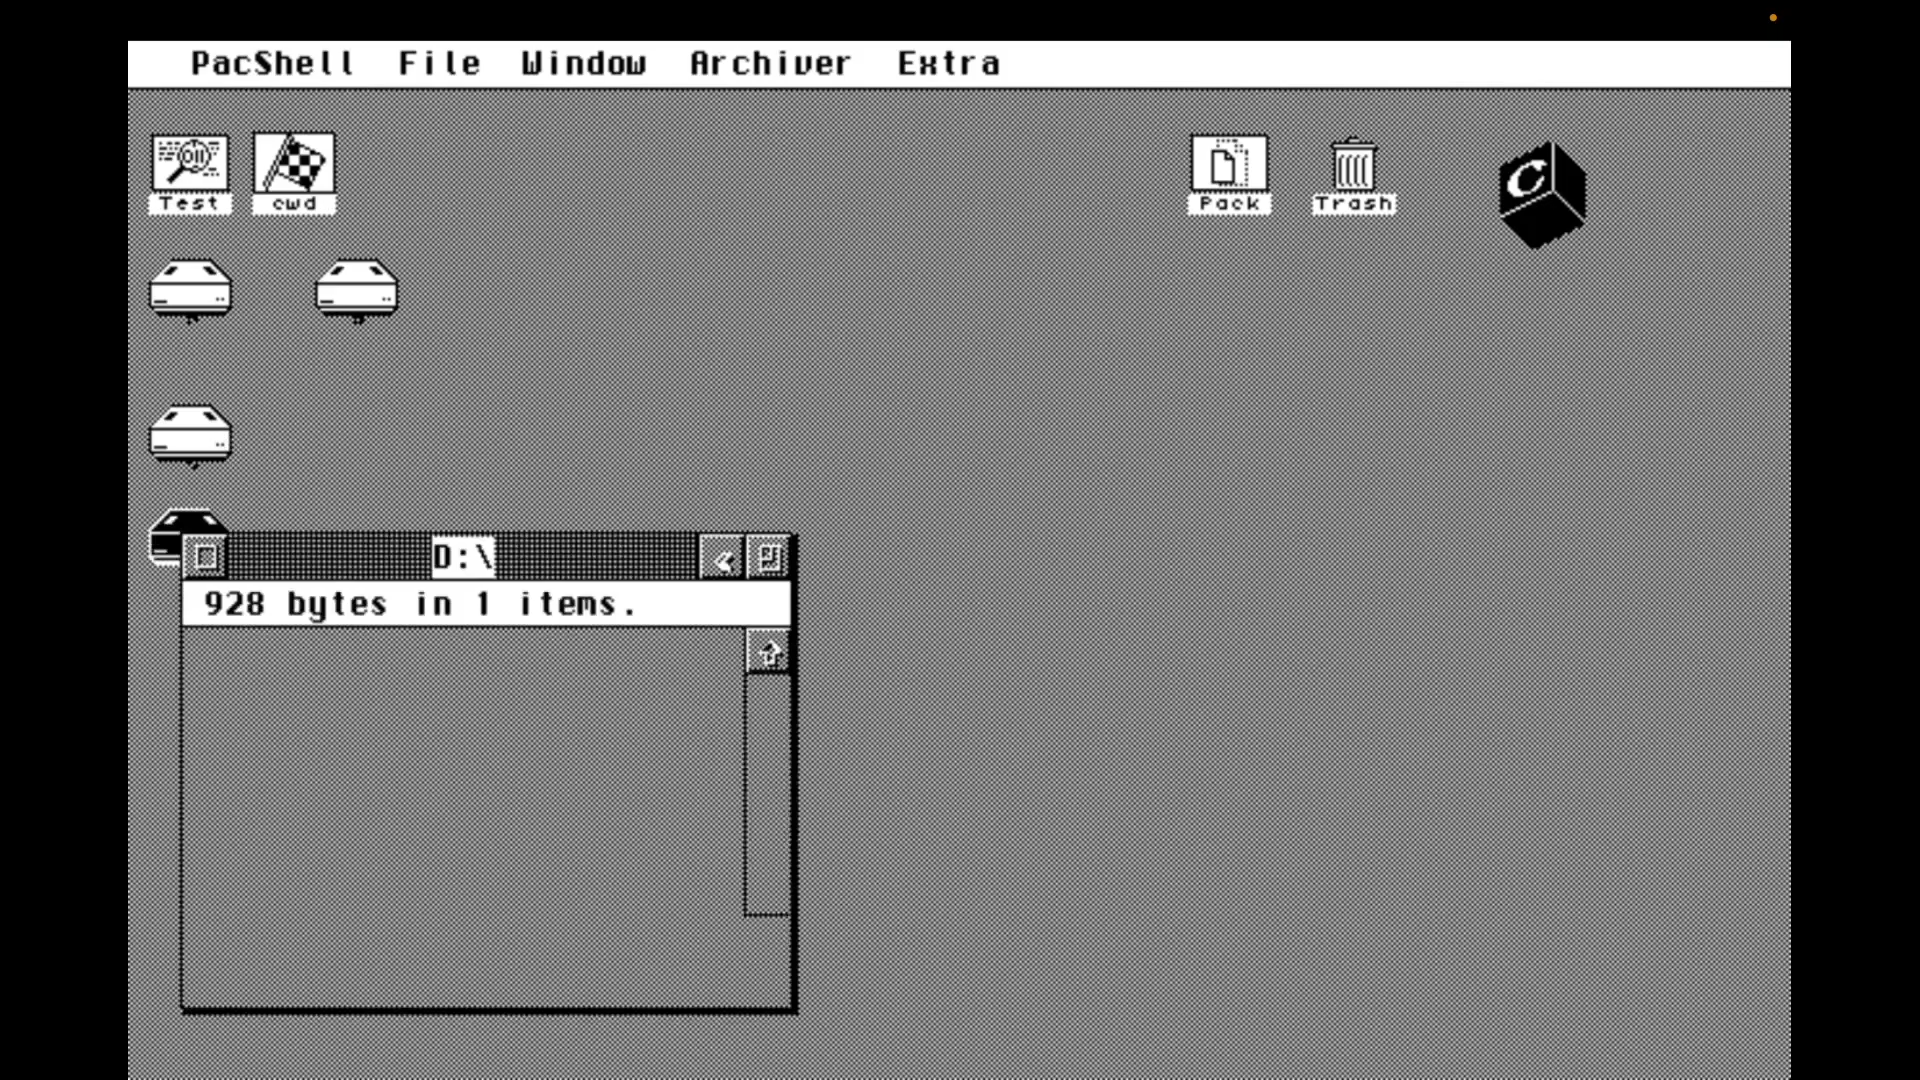 PacShell File Window Archiver Extra
Test cwd Pack Trash C
D:\
928 bytes in 1 items.